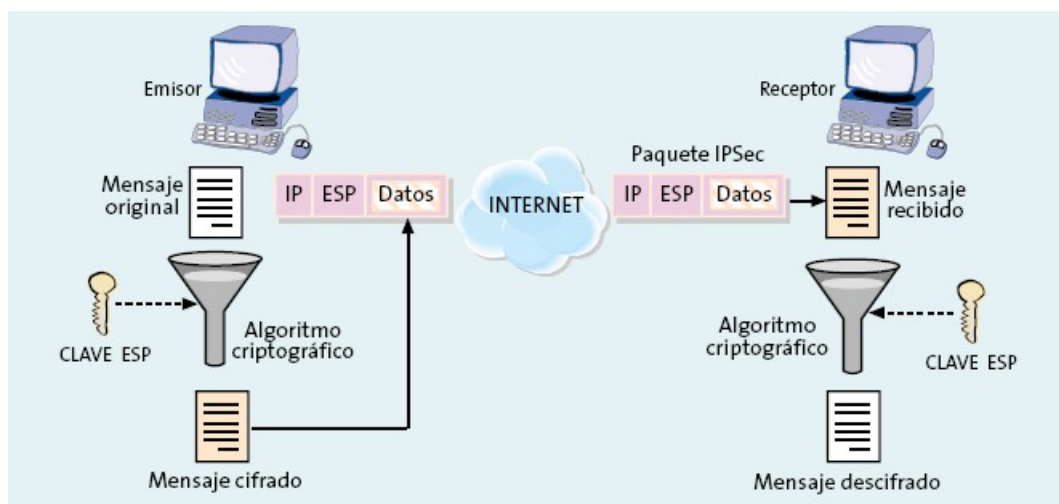 Emisor
Mensaje
original
CLAVE ESP
Algoritmo
criptográfico
Mensaje cifrado
IP ESP Datos
INTERNET
Paquete IPSec
IP ESP Datos
Receptor
Mensaje
recibido
Algoritmo
criptográfico
CLAVE ESP
Mensaje descifrado